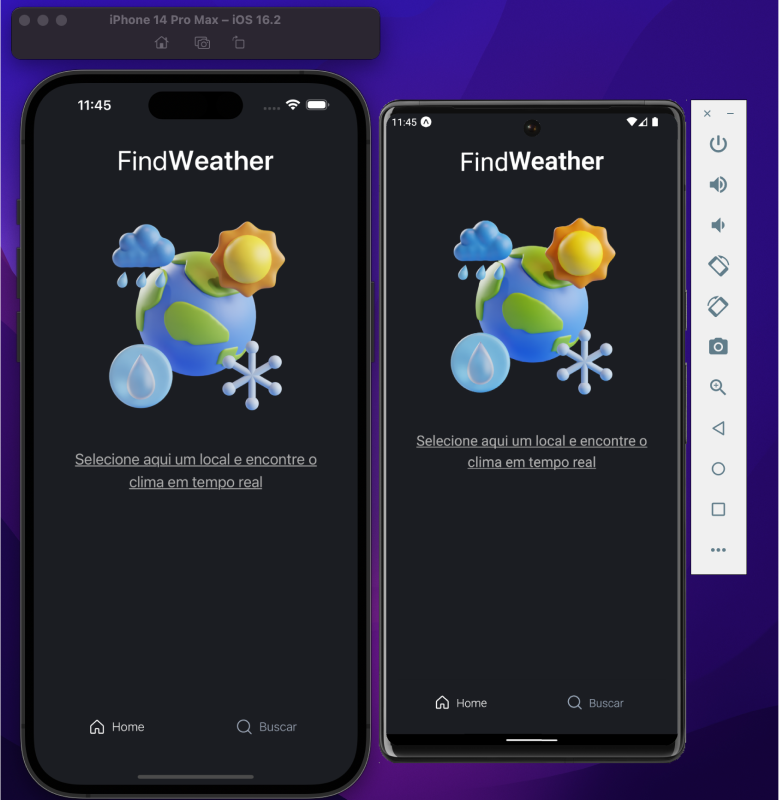 iPhone 14 Pro Max – iOS 16.2
11:45
FindWeather
Selecione aqui um local e encontre o
clima em tempo real
Home
Buscar
11:45
FindWeather
Selecione aqui um local e encontre o
clima em tempo real
Home
Buscar